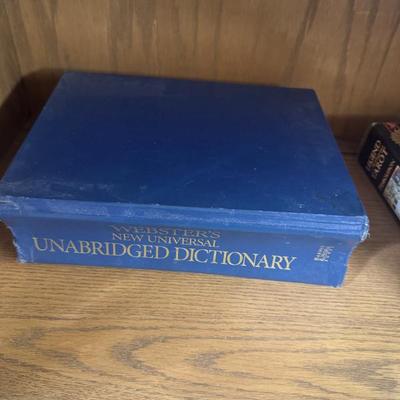 WEBSTER'S
NEW UNIVERSAL
UNABRIDGED DICTIONARY